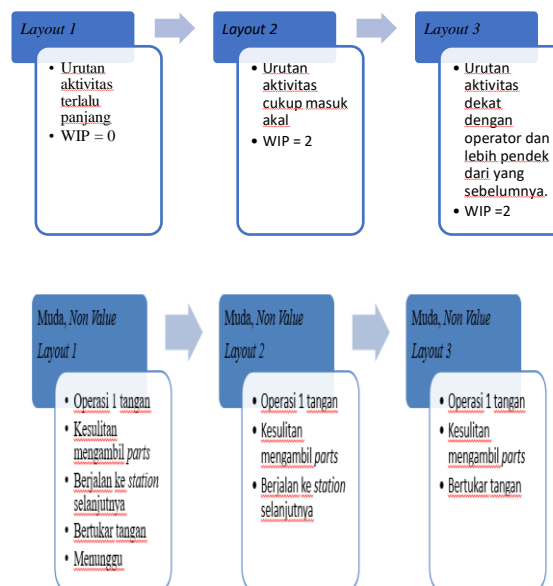 Layout 1
Urutan
aktivitas
terlalu
panjang
WIP = 0
Layout 2
Urutan
aktivitas
cukup masuk
akal
WIP = 2
Layout 3
Urutan
aktivitas
dekat
dengan
operator dan
lebih pendek
dari yang
sebelumnya.
WIP =2
Muda, Non Value
Layout 1
Operasi 1 tangan
Kesulitan
mengambil parts
Berjalan ke station
selanjutnya
Bertukar tangan
Menunggu
Muda, Non Value
Layout 2
Operasi 1 tangan
Kesulitan
mengambil parts
Berjalan ke station
selanjutnya
Muda, Non Value
Layout 3
Operasi 1 tangan
Kesulitan
mengambil parts
Bertukar tangan